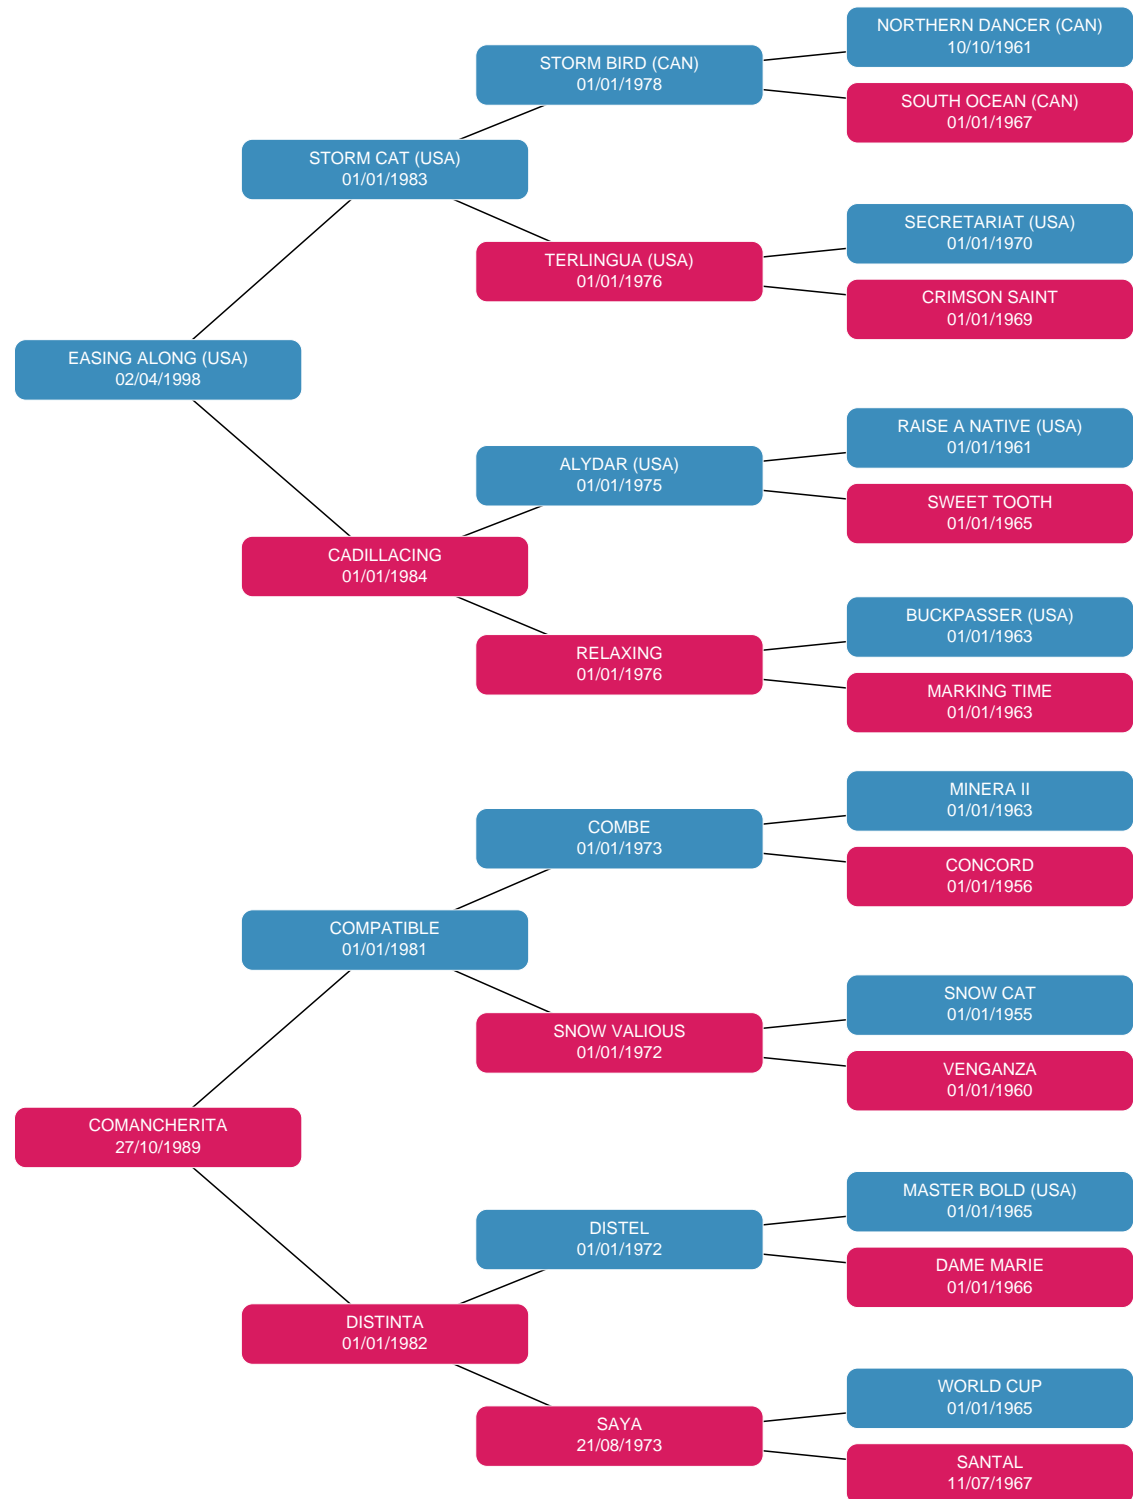 NORTHERN DANCER (CAN)
10/10/1961
STORM BIRD (CAN)
01/01/1978
SOUTH OCEAN (CAN)
01/01/1967
STORM CAT (USA)
01/01/1983
SECRETARIAT (USA)
01/01/1970
TERLINGUA (USA)
01/01/1976
CRIMSON SAINT
01/01/1969
EASING ALONG (USA)
02/04/1998
RAISE A NATIVE (USA)
01/01/1961
ALYDAR (USA)
01/01/1975
SWEET TOOTH
01/01/1965
CADILLACING
01/01/1984
BUCKPASSER (USA)
01/01/1963
RELAXING
01/01/1976
MARKING TIME
01/01/1963
MINERA II
01/01/1963
COMBE
01/01/1973
CONCORD
01/01/1956
COMPATIBLE
01/01/1981
SNOW CAT
01/01/1955
SNOW VALIOUS
01/01/1972
VENGANZA
01/01/1960
COMANCHERITA
27/10/1989
MASTER BOLD (USA)
01/01/1965
DISTEL
01/01/1972
DAME MARIE
01/01/1966
DISTINTA
01/01/1982
WORLD CUP
01/01/1965
SAYA
21/08/1973
SANTAL
11/07/1967